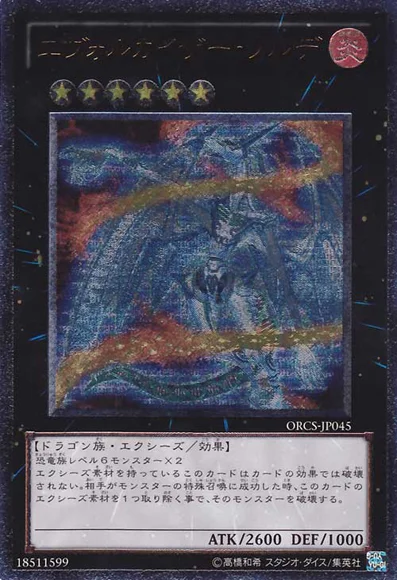 エヴォルカイザー・ソルデ
炎
ORCS-JP045
【ドラゴン族・エクシーズ/効果】
恐竜族レベル6モンスター×2
エクシーズ素材を持っているこのカードはカードの効果では破壊
されない。相手がモンスターの特殊召喚に成功した時、このカードの
エクシーズ素材を1つ取り除く事で、そのモンスターを破壊する。
ATK/2600 DEF/1000
18511599
©高橋和希 スタジオ・ダイス/集英社